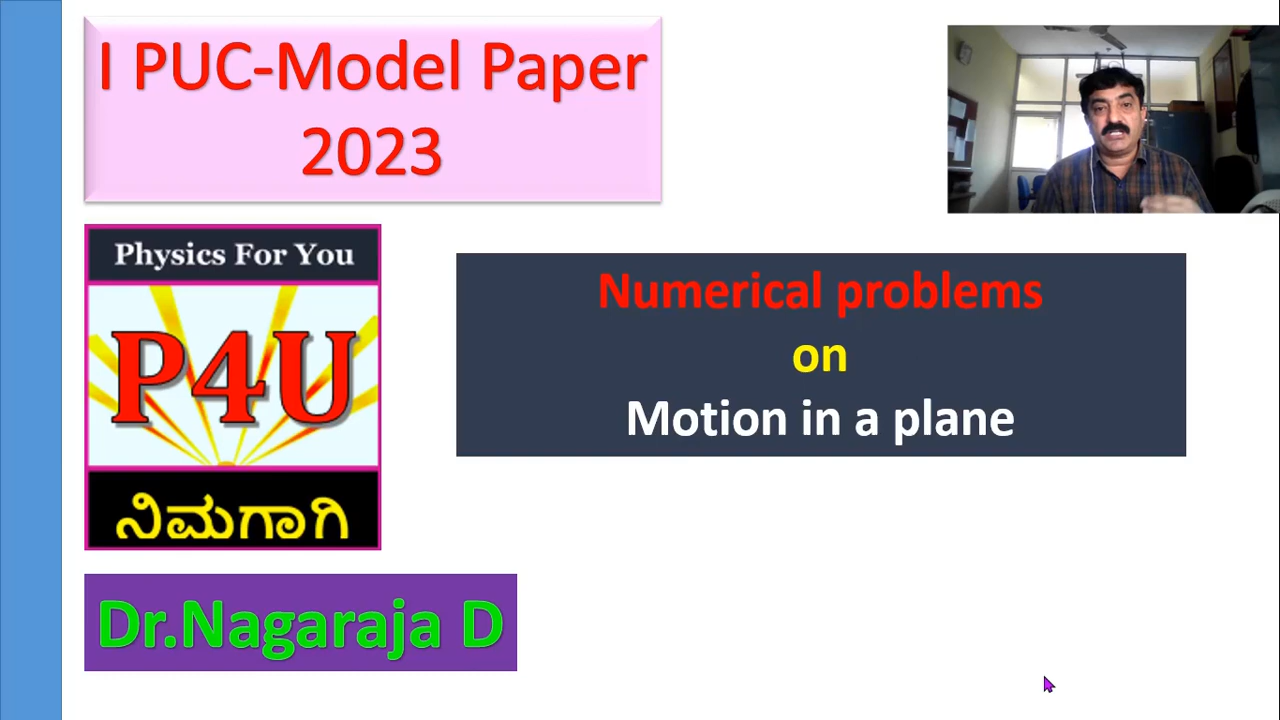 I PUC-Model Paper
2023
Physics For You
P4U
ನಿಮಗಾಗಿ
Numerical problems
on
Motion in a plane
Dr.Nagaraja D